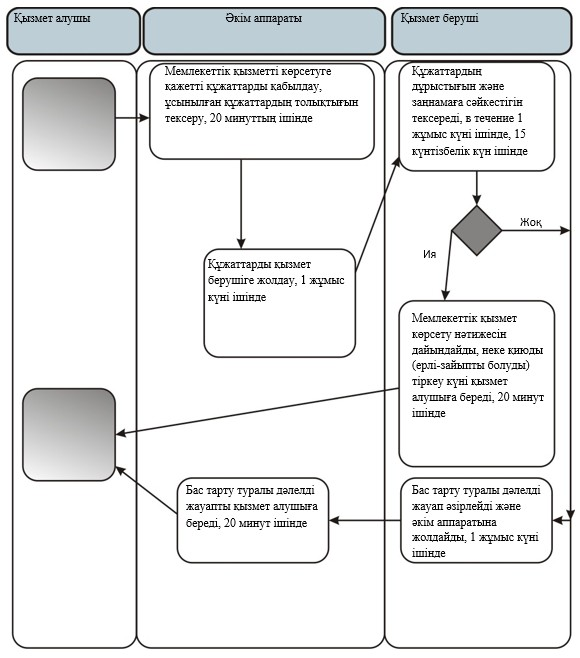 Қызмет алушы
Әкім аппараты
Қызмет беруші
Мемлекеттік қызметті көрсетуге
қажетті құжаттарды қабылдау,
ұсынылған құжаттардың толықтығын
тексеру, 20 минуттың ішінде
Құжаттардың
дұрыстығын және
заңнамаға сәйкестігін
тексереді, в течение 1
жұмыс күні ішінде, 15
күнтізбелік күн ішінде
Жоқ
Ия
Құжаттарды қызмет
берушіге жолдау, 1 жұмыс
күні ішінде
Мемлекеттік қызмет
көрсету нәтижесін
дайындайды, неке қиюды
(ерлі-зайыпты болуды)
тіркеу күні қызмет
алушыға береді, 20 минут
ішінде
Бас тарту туралы дәлелді
жауапты қызмет алушыға
береді, 20 минут ішінде
Бас тарту туралы дәлелді
жауап әзірлейді және
әкім аппаратына
жолдайды, 1 жұмыс күні
ішінде